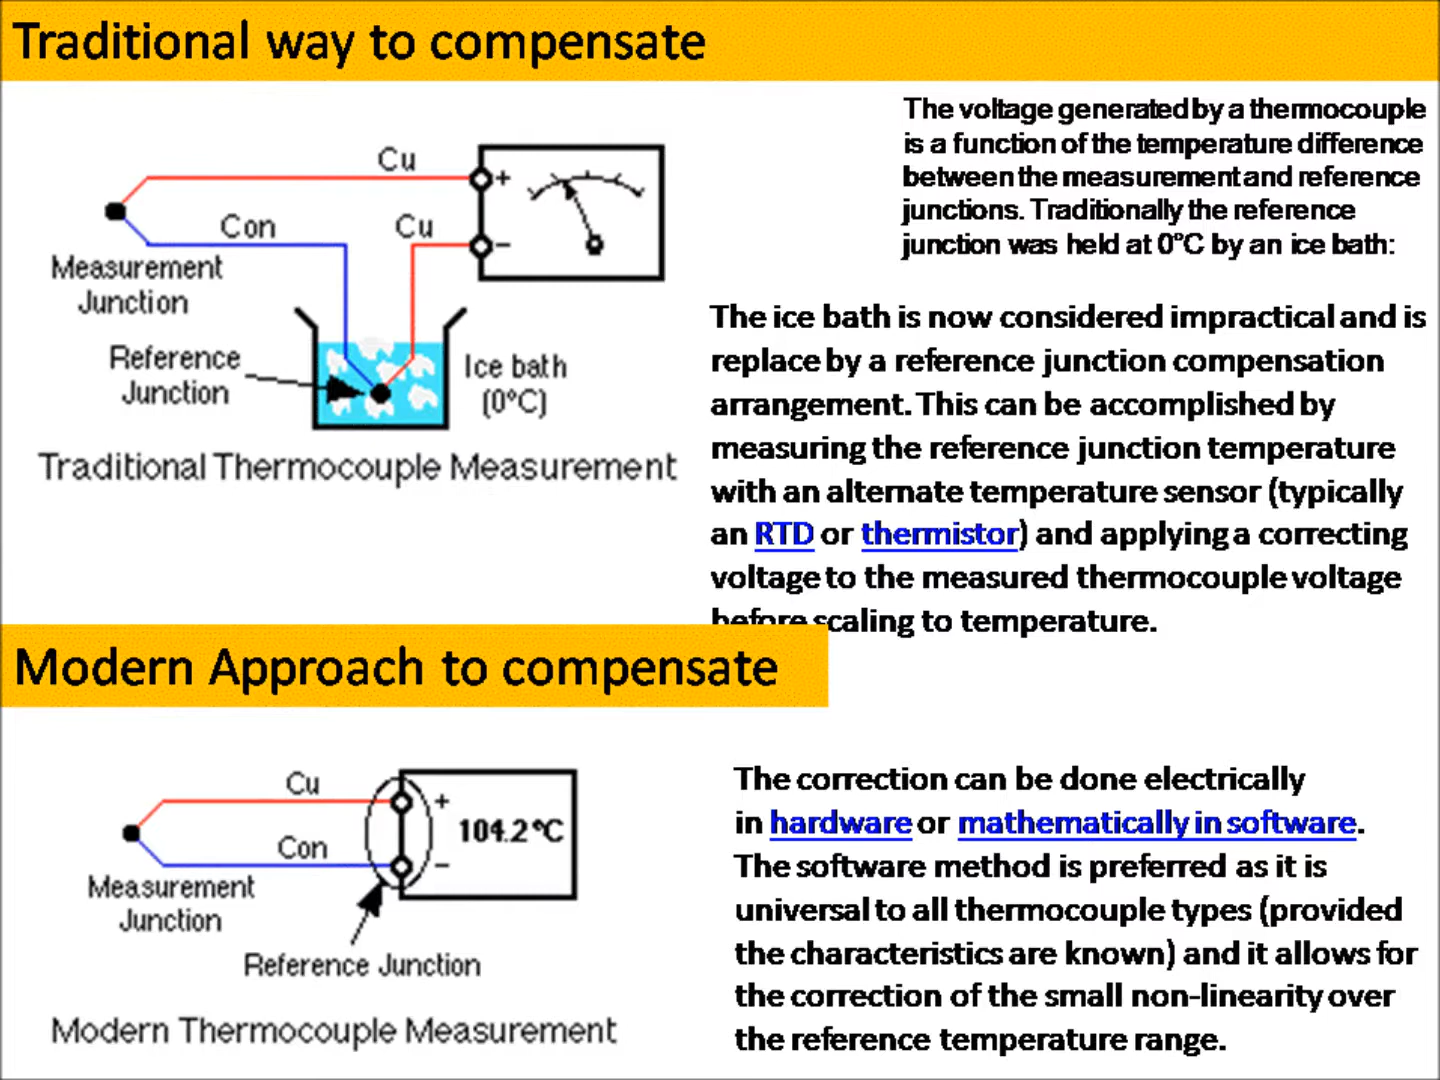 Traditional way to compensate
The voltage generated by a thermocouple
is a function of the temperature difference
between the measurement and reference
junctions. Traditionally the reference
junction was held at 0°C by an ice bath:
Cu
+
Con
Cu
−
Measurement
Junction
Reference
Junction
Ice bath
(0°C)
Traditional Thermocouple Measurement
The ice bath is now considered impractical and is
replace by a reference junction compensation
arrangement. This can be accomplished by
measuring the reference junction temperature
with an alternate temperature sensor (typically
an RTD or thermistor) and applying a correcting
voltage to the measured thermocouple voltage
before scaling to temperature.
Modern Approach to compensate
Cu
+
104.2°C
Con
−
Measurement
Junction
Reference Junction
Modern Thermocouple Measurement
The correction can be done electrically
in hardware or mathematically in software.
The software method is preferred as it is
universal to all thermocouple types (provided
the characteristics are known) and it allows for
the correction of the small non-linearity over
the reference temperature range.